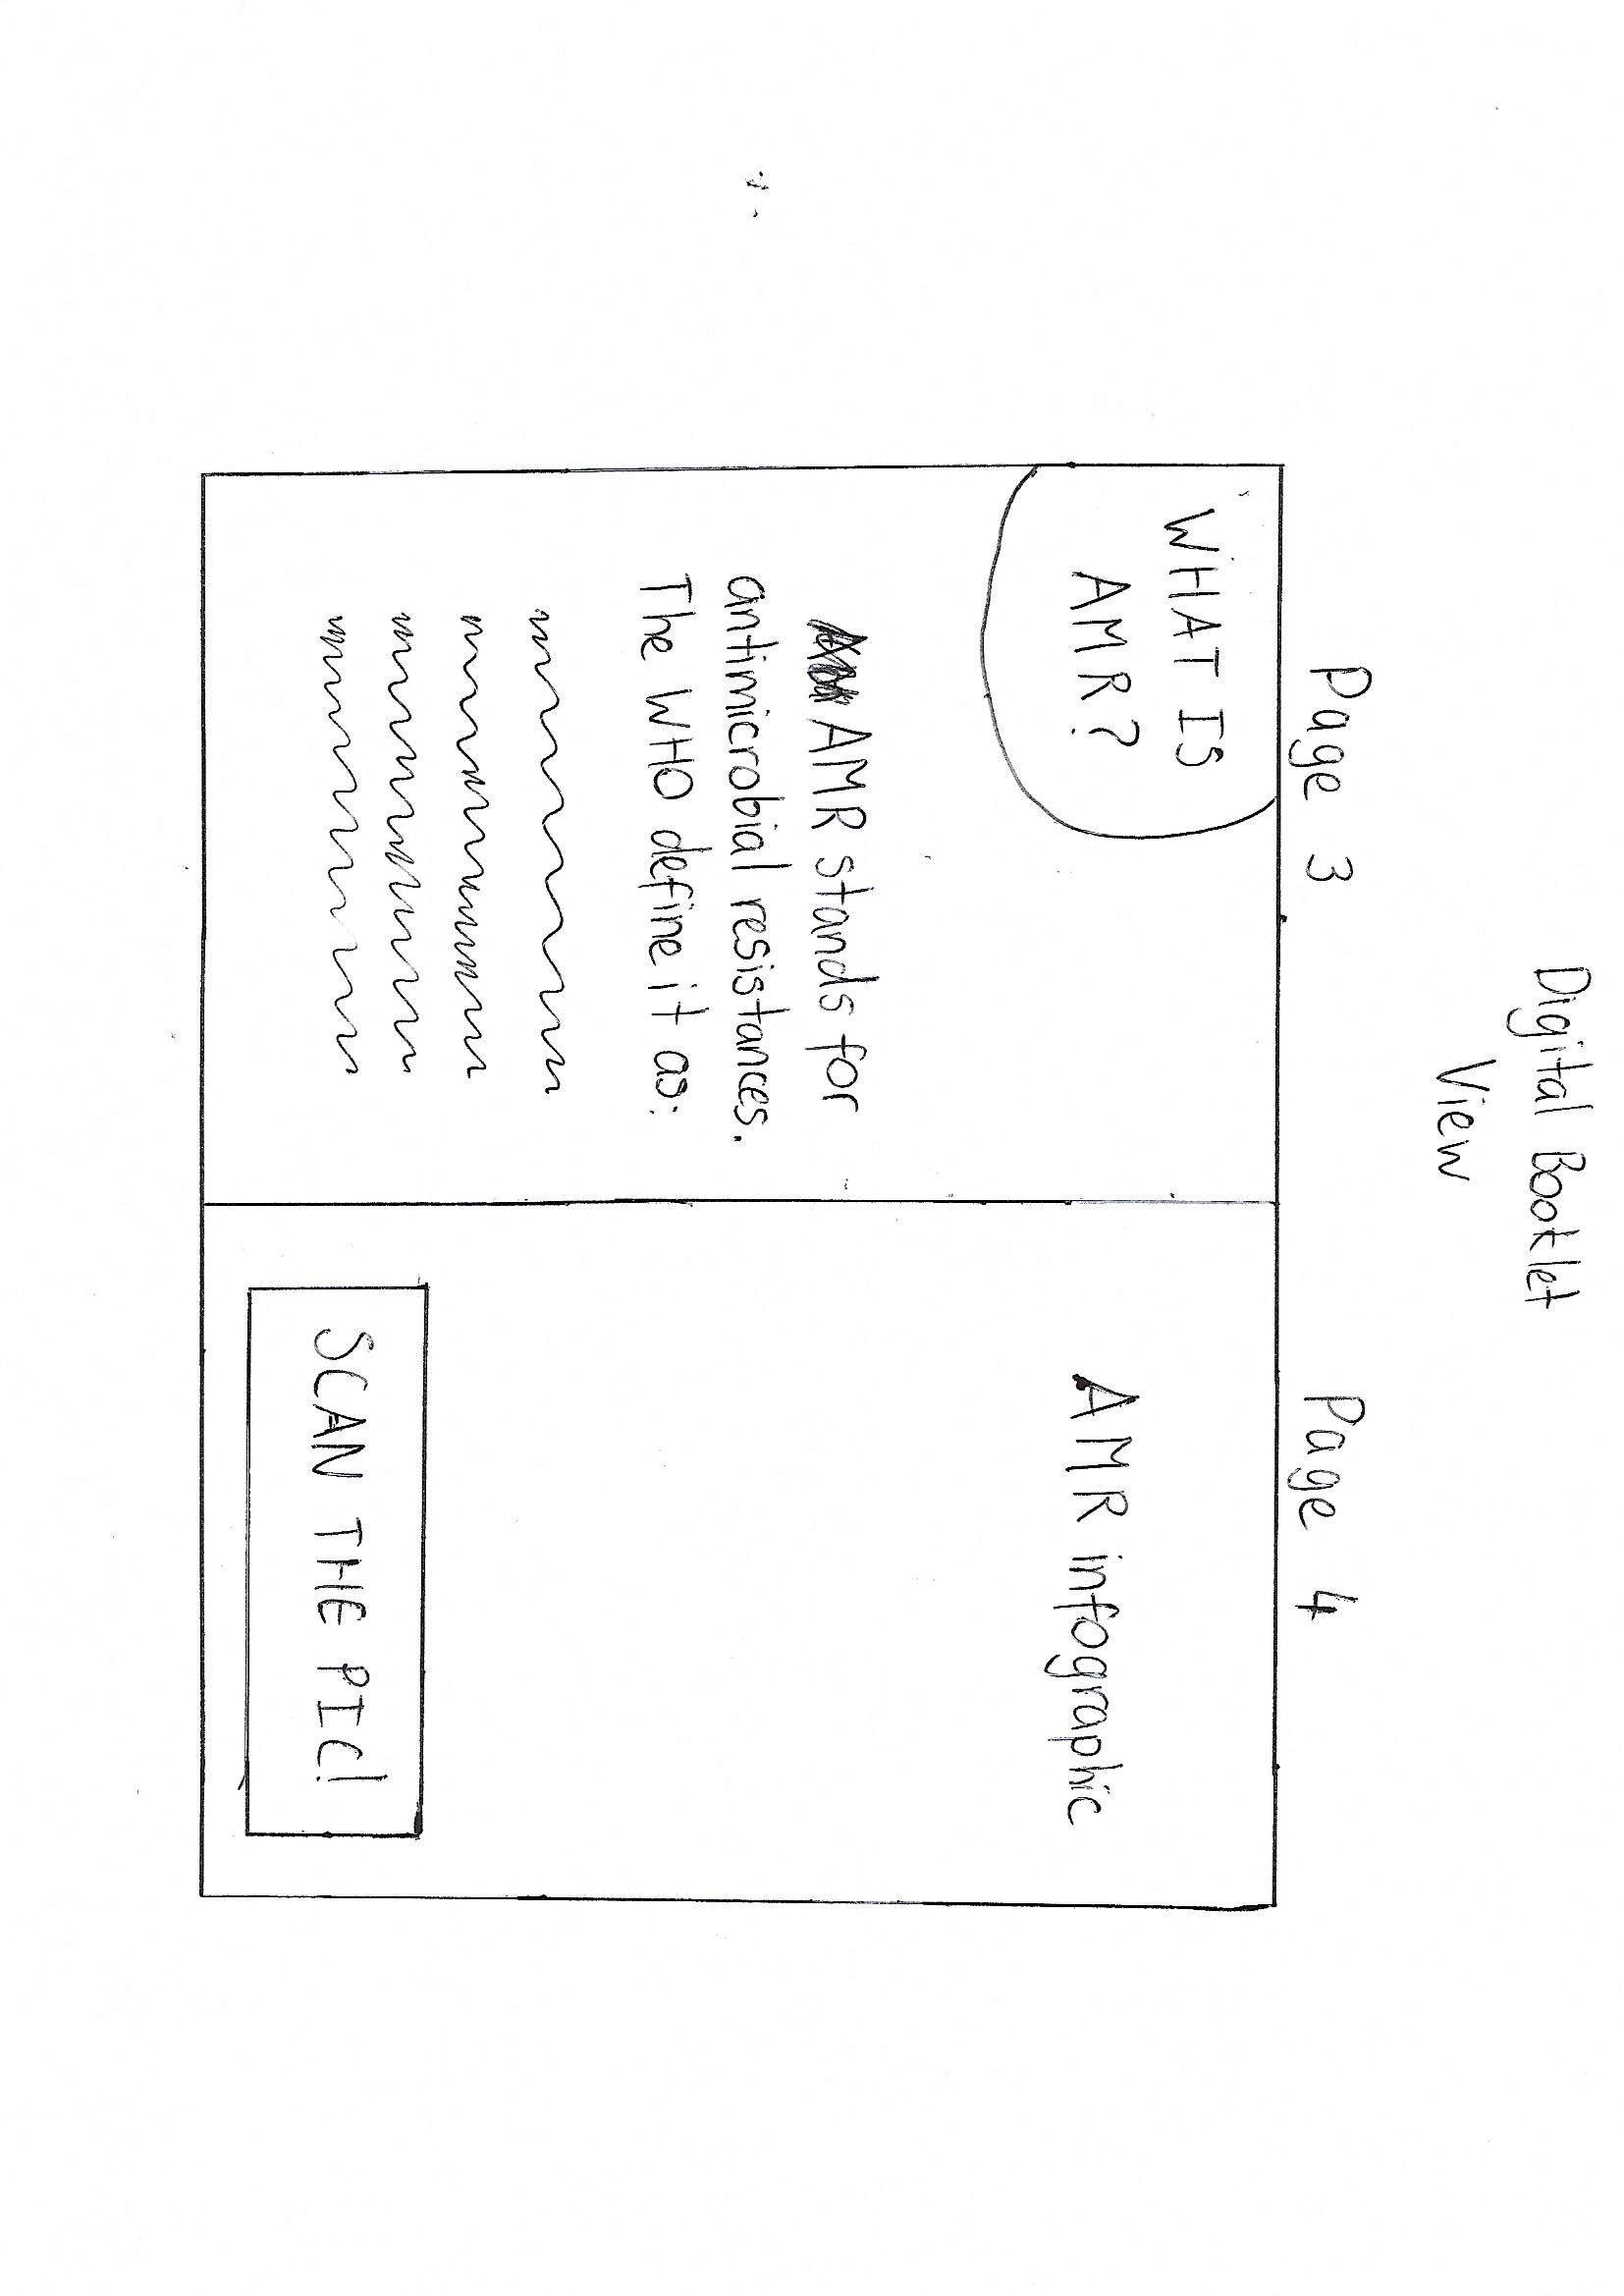 Digital Booklet
View
Page 3
WHAT IS
AMR?
AMR stands for
antimicrobial resistances.
The WHO define it as:
Page 4
AMR infographic
SCAN THE PIC!